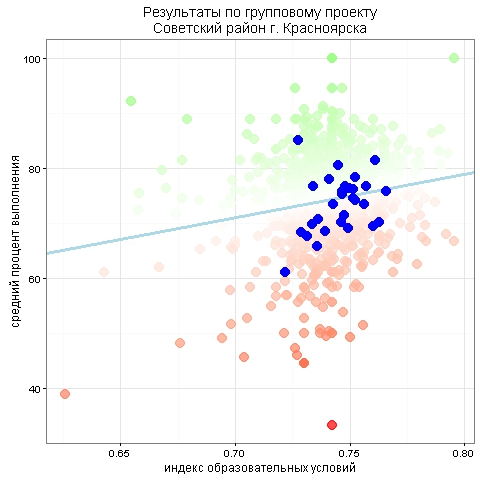 Результаты по групповому проекту
Советский район г. Красноярска
средний процент выполнения
100
80
60
40
0.65
0.70
0.75
0.80
индекс образовательных условий